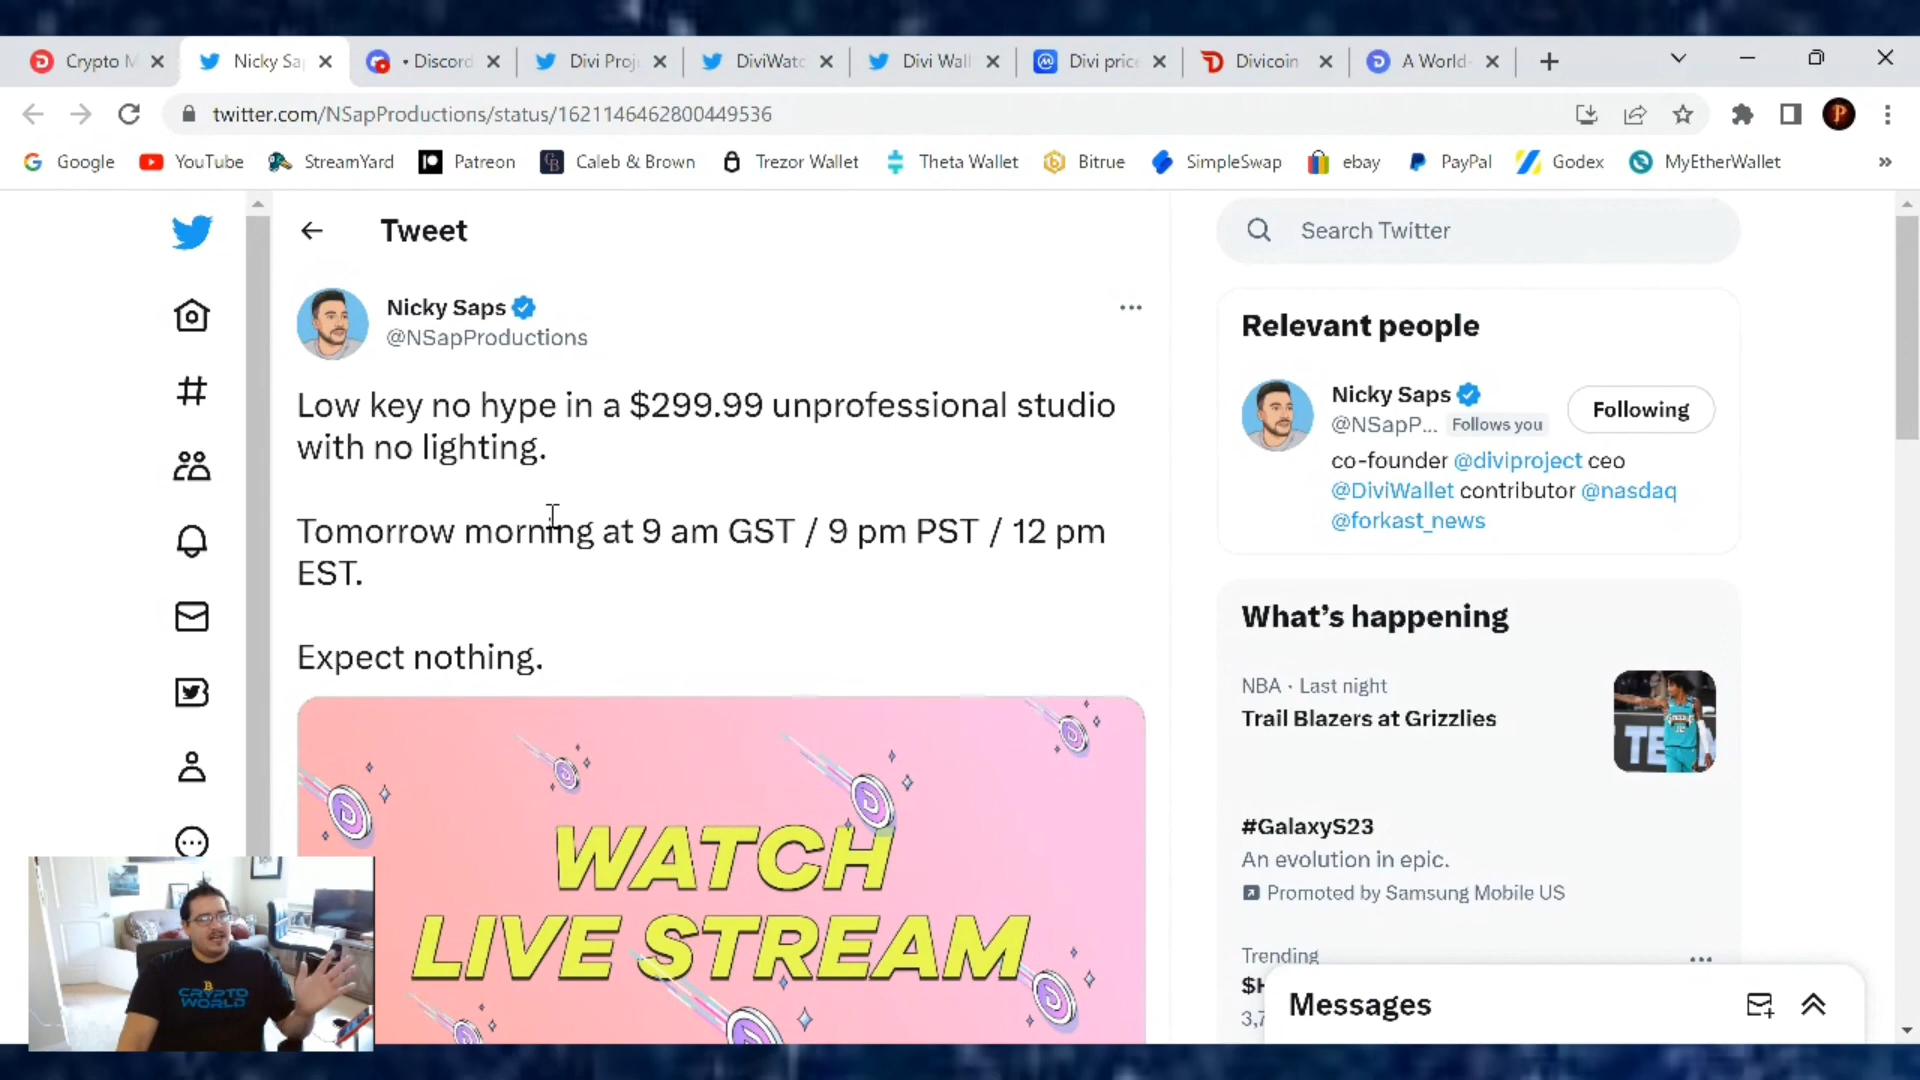 Crypto M
Nicky Sap
• Discord
Divi Proj
DiviWatc
Divi Wall
Divi price
Divicoin
A World-
twitter.com/NSapProductions/status/1621146462800449536
Google
YouTube
StreamYard
Patreon
Caleb & Brown
Trezor Wallet
Theta Wallet
Bitrue
SimpleSwap
ebay
PayPal
Godex
MyEtherWallet
»
Tweet
Nicky Saps
@NSapProductions
Low key no hype in a $299.99 unprofessional studio
with no lighting.
Tomorrow morning at 9 am GST / 9 pm PST / 12 pm
EST.
Expect nothing.
WATCH
LIVE STREAM
CRYPTO
WORLD
Search Twitter
Relevant people
Nicky Saps
@NSapP... Follows you
Following
co-founder @diviproject ceo
@DiviWallet contributor @nasdaq
@forkast_news
What's happening
NBA · Last night
Trail Blazers at Grizzlies
#GalaxyS23
An evolution in epic.
Promoted by Samsung Mobile US
Trending
Messages